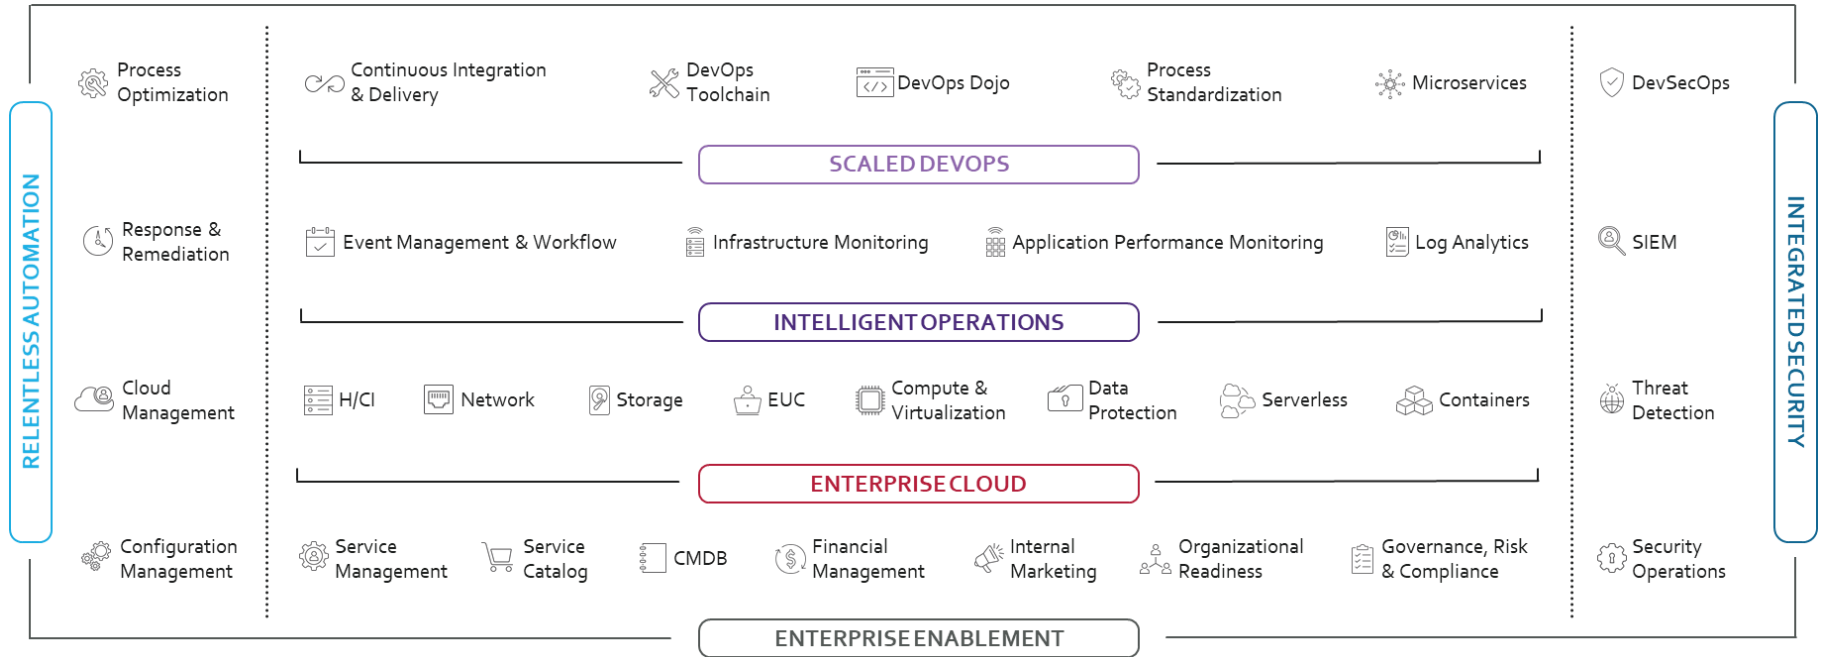 Process
Optimization
Continuous Integration
& Delivery
DevOps
Toolchain
DevOps Dojo
Process
Standardization
Microservices
DevSecOps
SCALED DEVOPS
RELENTLESS AUTOMATION
INTEGRATED SECURITY
Response &
Remediation
Event Management & Workflow
Infrastructure Monitoring
Application Performance Monitoring
Log Analytics
SIEM
INTELLIGENT OPERATIONS
Cloud
Management
H/CI
Network
Storage
EUC
Compute &
Virtualization
Data
Protection
Serverless
Containers
Threat
Detection
ENTERPRISE CLOUD
Configuration
Management
Service
Management
Service
Catalog
CMDB
Financial
Management
Internal
Marketing
Organizational
Readiness
Governance, Risk
& Compliance
Security
Operations
ENTERPRISE ENABLEMENT